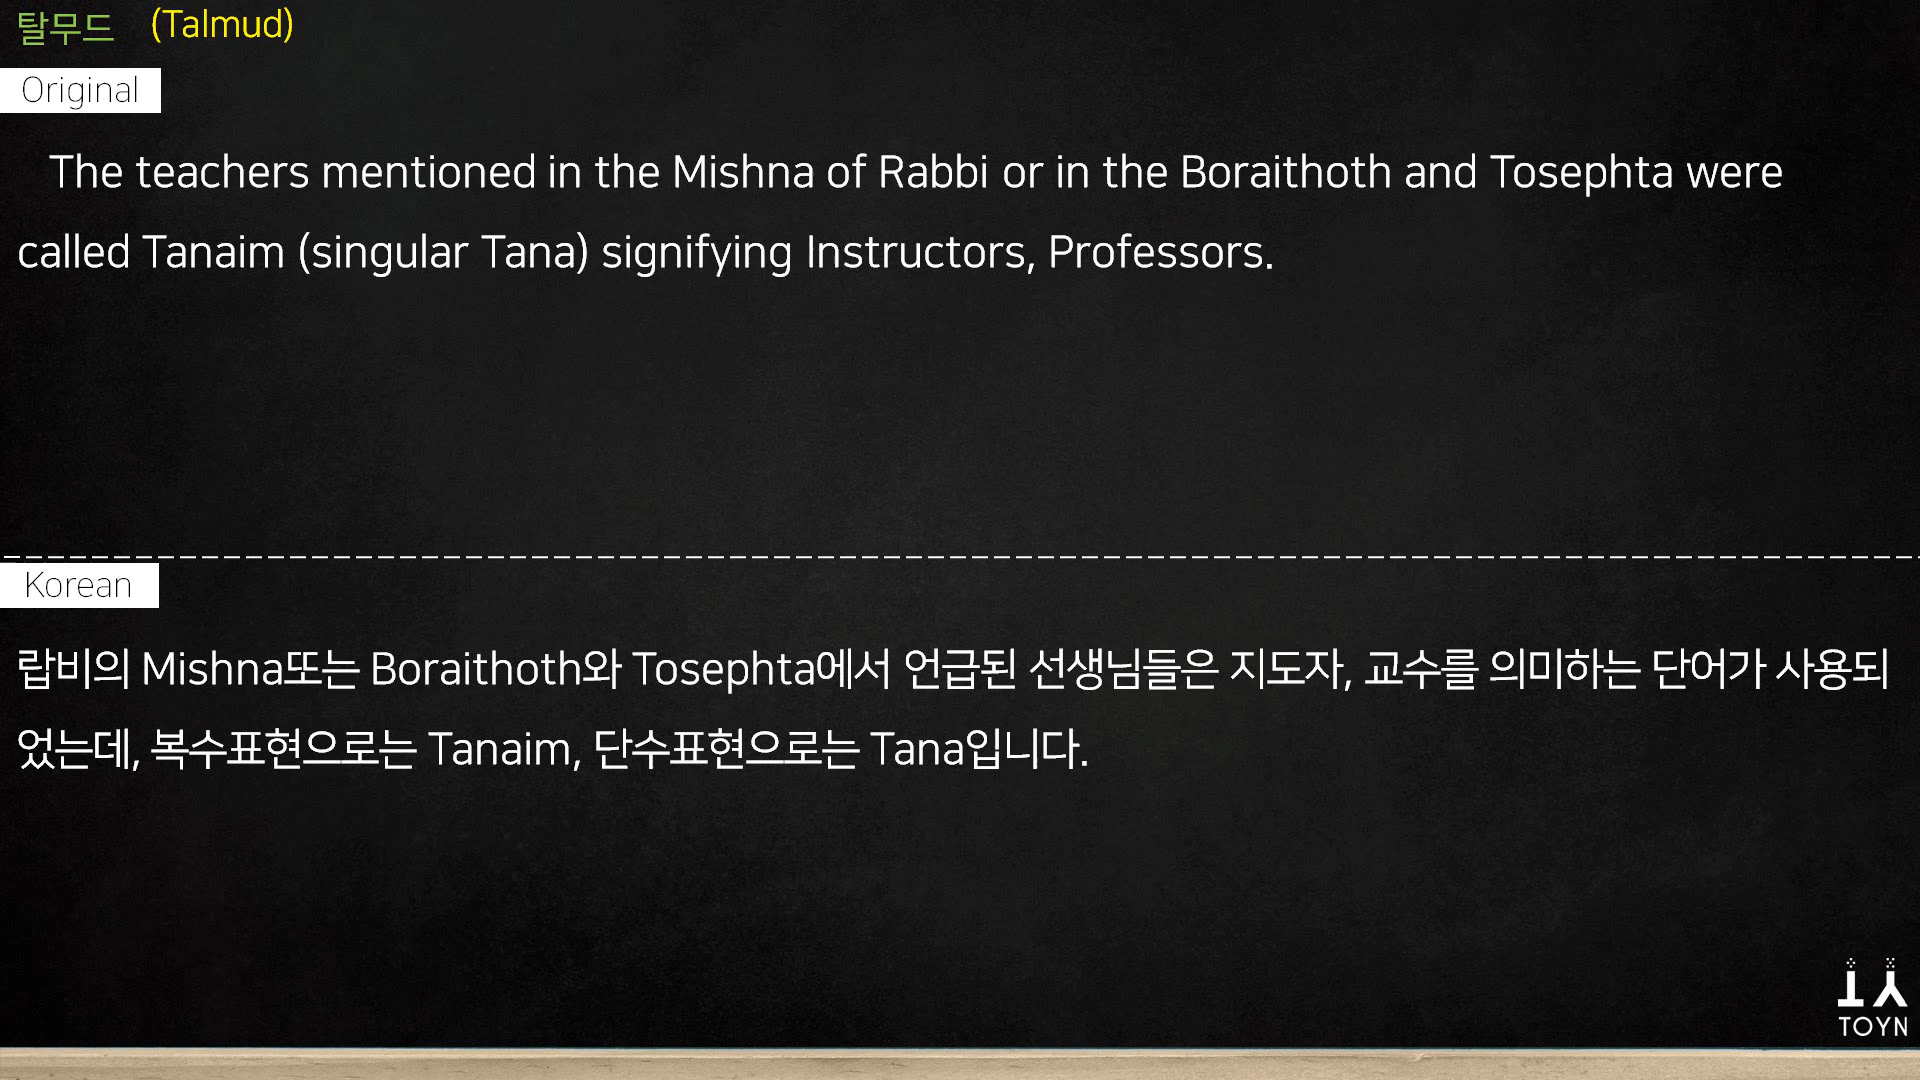 탈무드 (Talmud)
Original
The teachers mentioned in the Mishna of Rabbi or in the Boraithoth and Tosephta were
called Tanaim (singular Tana) signifying Instructors, Professors.
Korean
랍비의 Mishna또는 Boraithoth와 Tosephta에서 언급된 선생님들은 지도자, 교수를 의미하는 단어가 사용되
었는데, 복수표현으로는 Tanaim, 단수표현으로는 Tana입니다.
TOYN